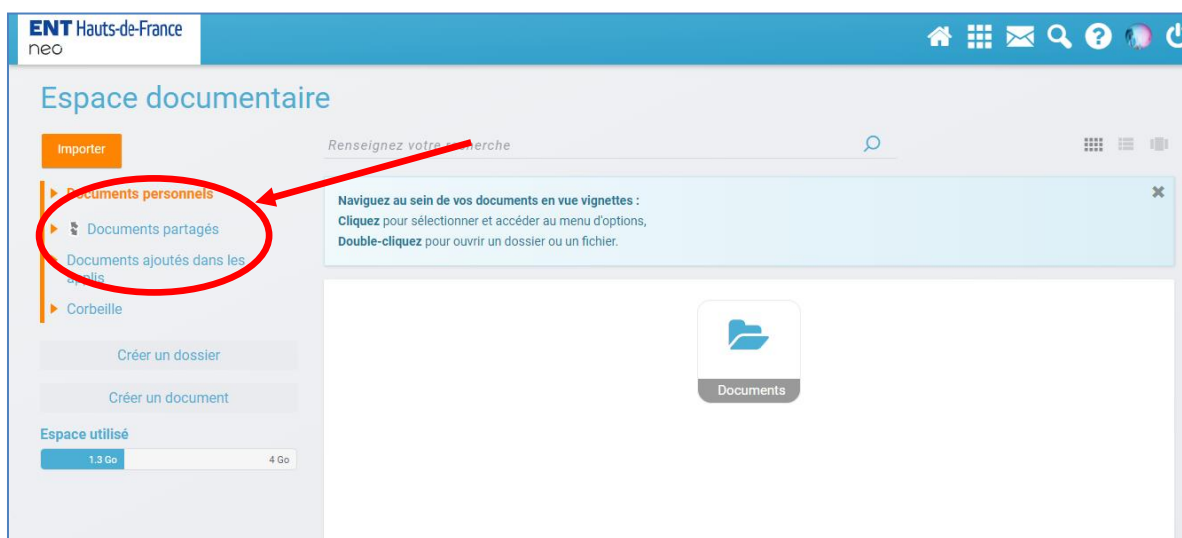 ENT Hauts-de-France
neo
Espace documentaire
Importer
Renseignez votre recherche
Documents personnels
Documents partagés
Documents ajoutés dans les
applis
Corbeille
Créer un dossier
Créer un document
Espace utilisé
1.3 Go
4 Go
Naviguez au sein de vos documents en vue vignettes :
Cliquez pour sélectionner et accéder au menu d'options,
Double-cliquez pour ouvrir un dossier ou un fichier.
Documents